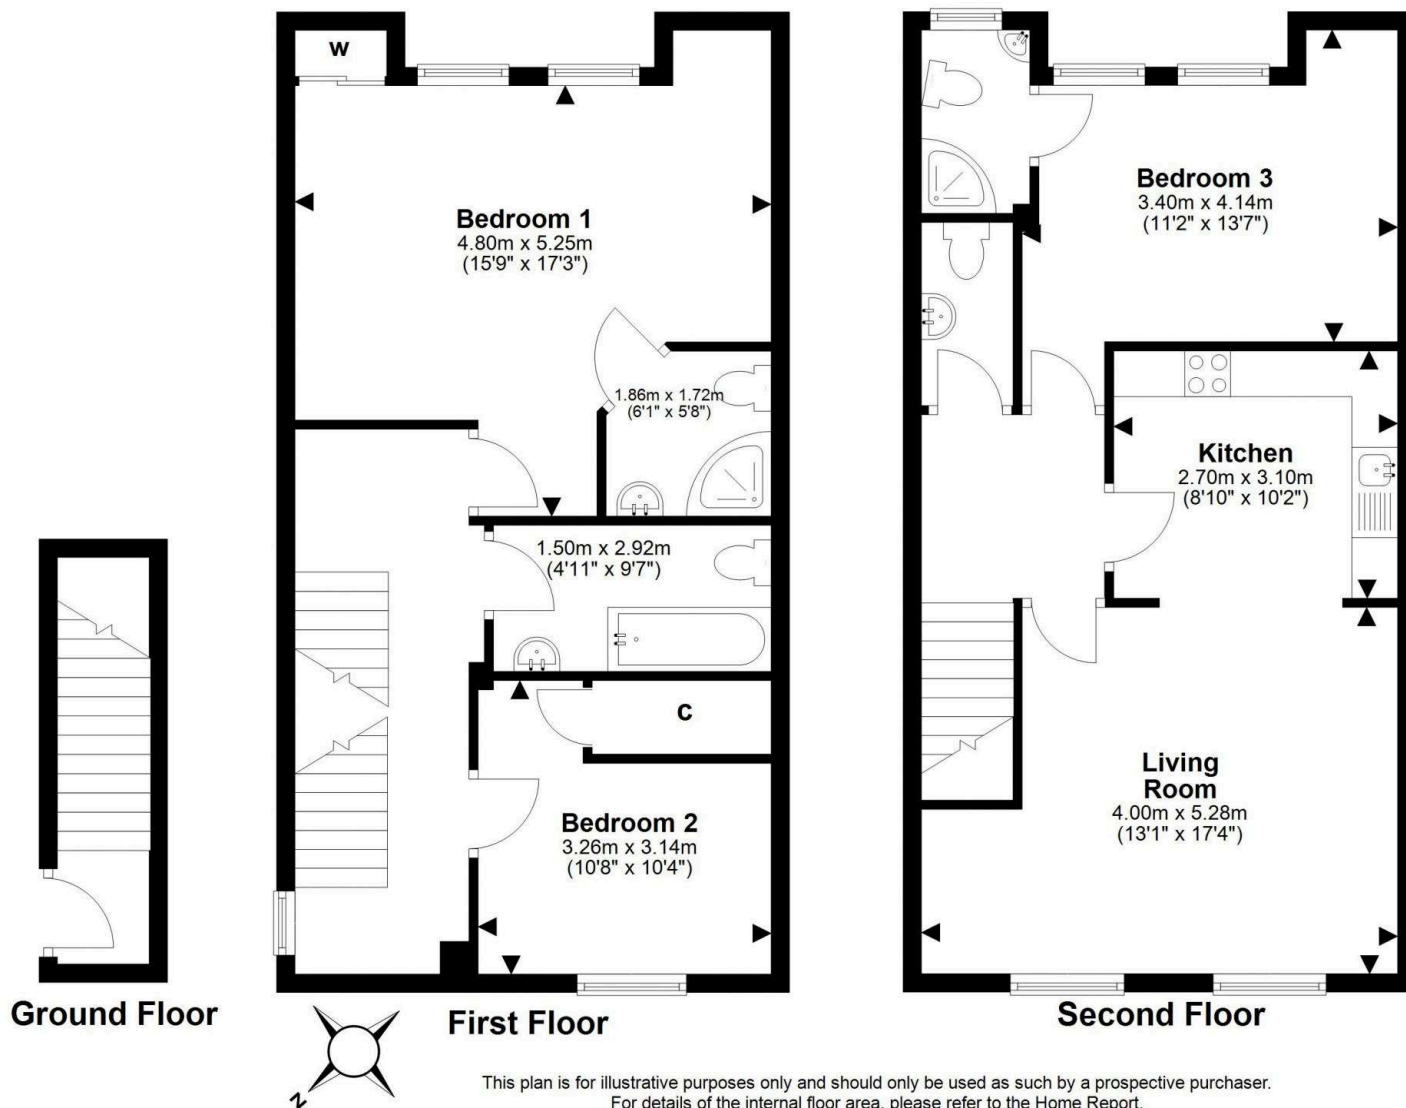 W
Bedroom 1
4.80m x 5.25m
(15'9" x 17'3")
1.86m x 1.72m
(6'1" x 5'8")
1.50m x 2.92m
(4'11" x 9'7")
C
Bedroom 2
3.26m x 3.14m
(10'8" x 10'4")
Bedroom 3
3.40m x 4.14m
(11'2" x 13'7")
Kitchen
2.70m x 3.10m
(8'10" x 10'2")
Living
Room
4.00m x 5.28m
(13'1" x 17'4")
Ground Floor
First Floor
Second Floor
N
This plan is for illustrative purposes only and should only be used as such by a prospective purchaser.
For details of the internal floor area, please refer to the Home Report.